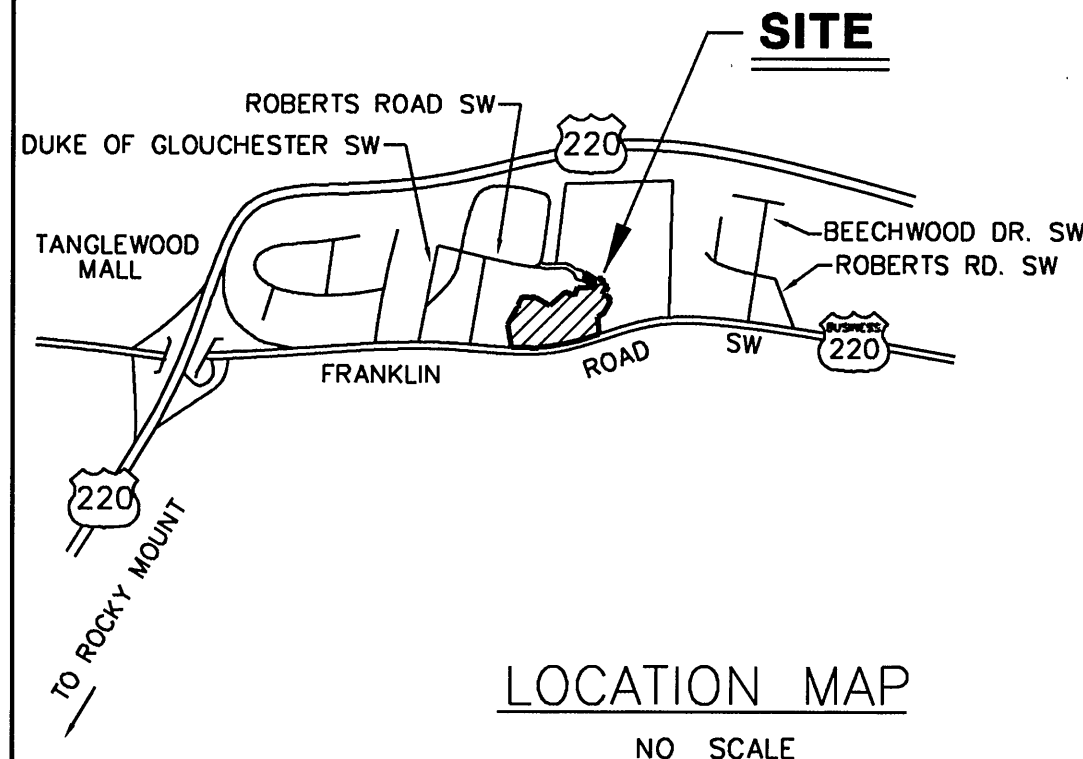 SITE
ROBERTS ROAD SW
DUKE OF GLOUCHESTER SW
220
TANGLEWOOD
MALL
BEECHWOOD DR. SW
ROBERTS RD. SW
BUSINESS
220
FRANKLIN
ROAD
SW
220
TO ROCKY MOUNT
LOCATION MAP
NO SCALE